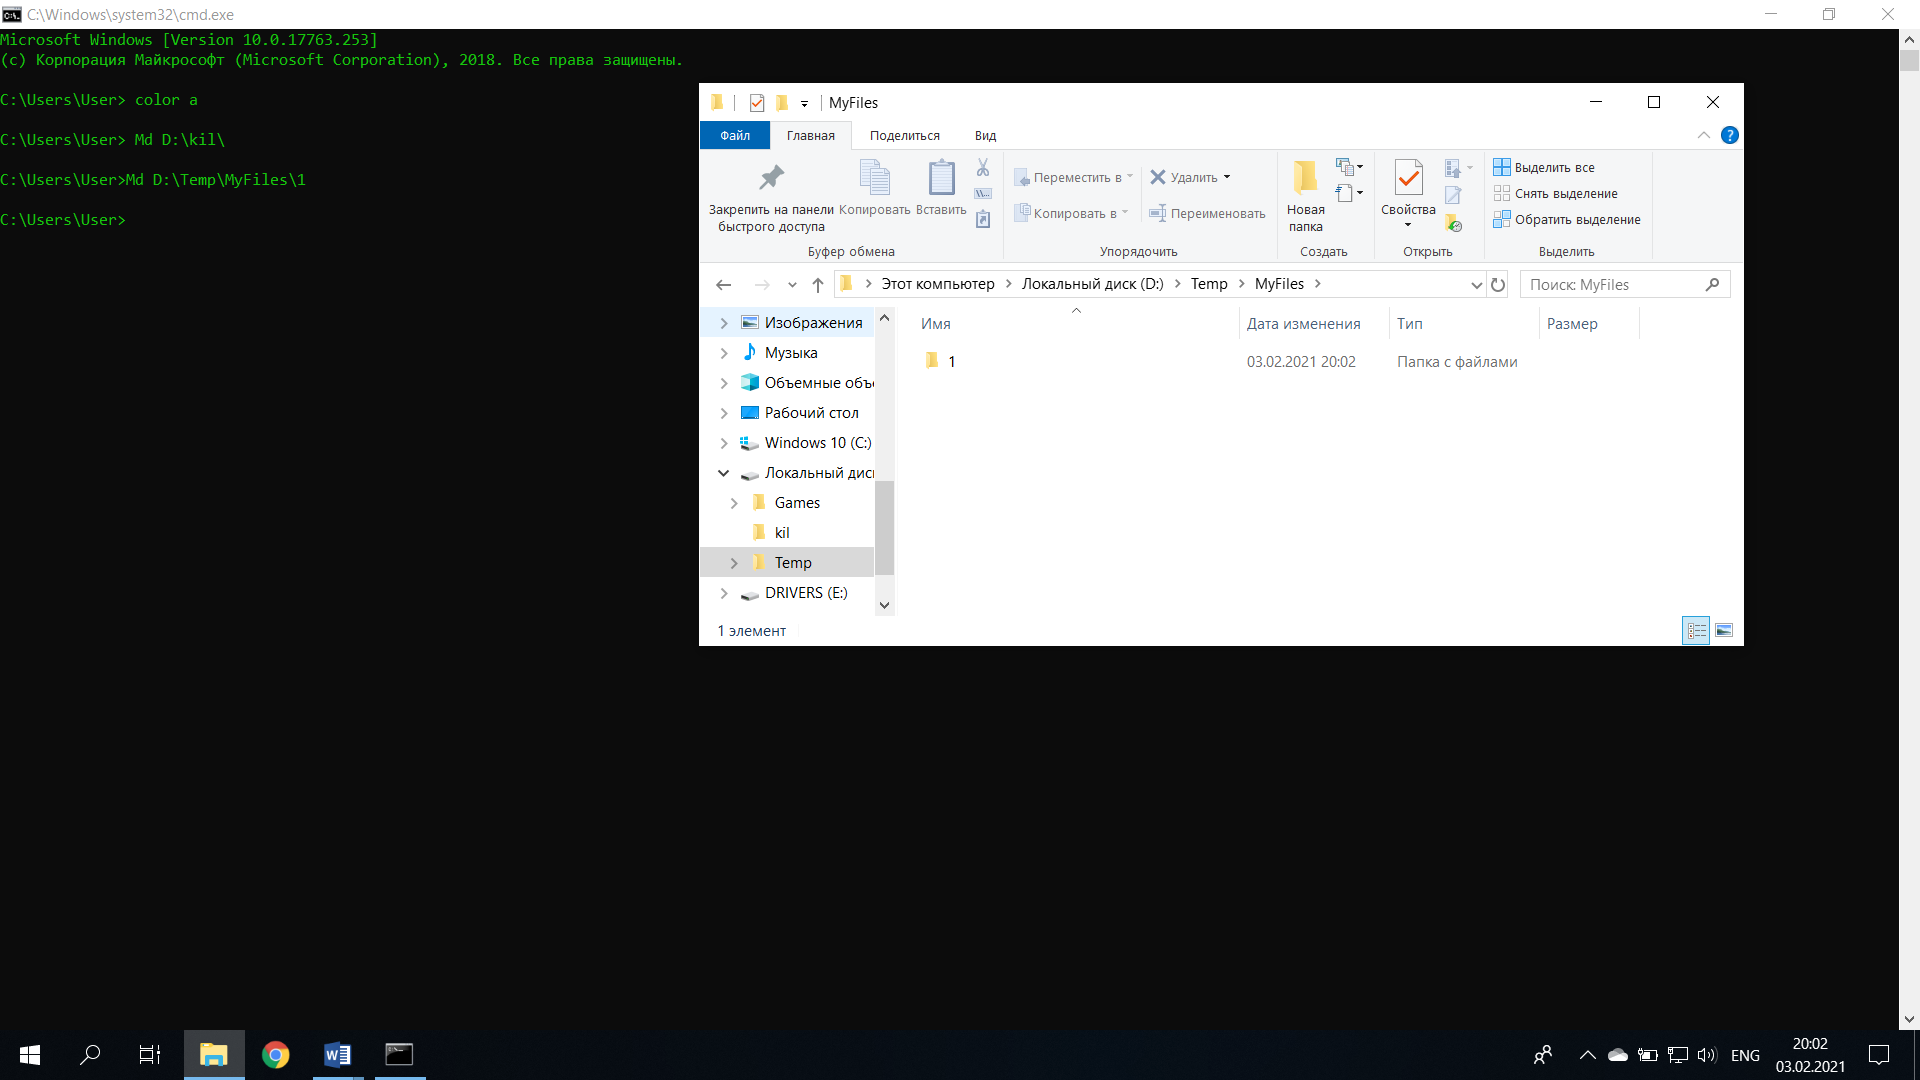 C:\Windows\system32\cmd.exe
Microsoft Windows [Version 10.0.17763.253]
(c) Корпорация Майкрософт (Microsoft Corporation), 2018. Все права защищены.
C:\Users\User> color a
C:\Users\User> Md D:\kil\
C:\Users\User>Md D:\Temp\MyFiles\1
C:\Users\User>
MyFiles
Файл Главная Поделиться Вид
Закрепить на панели быстрого доступа
Копировать
Вставить
Буфер обмена
Переместить в
Копировать в
Удалить
Переименовать
Упорядочить
Новая папка
Создать
Свойства
Открыть
Выделить все
Снять выделение
Обратить выделение
Выделить
Этот компьютер Локальный диск (D:) Temp MyFiles
Поиск: MyFiles
Изображения
Музыка
Объемные объ
Рабочий стол
Windows 10 (C:)
Локальный дис
Games
kil
Temp
DRIVERS (E:)
Имя Дата изменения Тип Размер
1 03.02.2021 20:02 Папка с файлами
1 элемент
ENG
20:02
03.02.2021